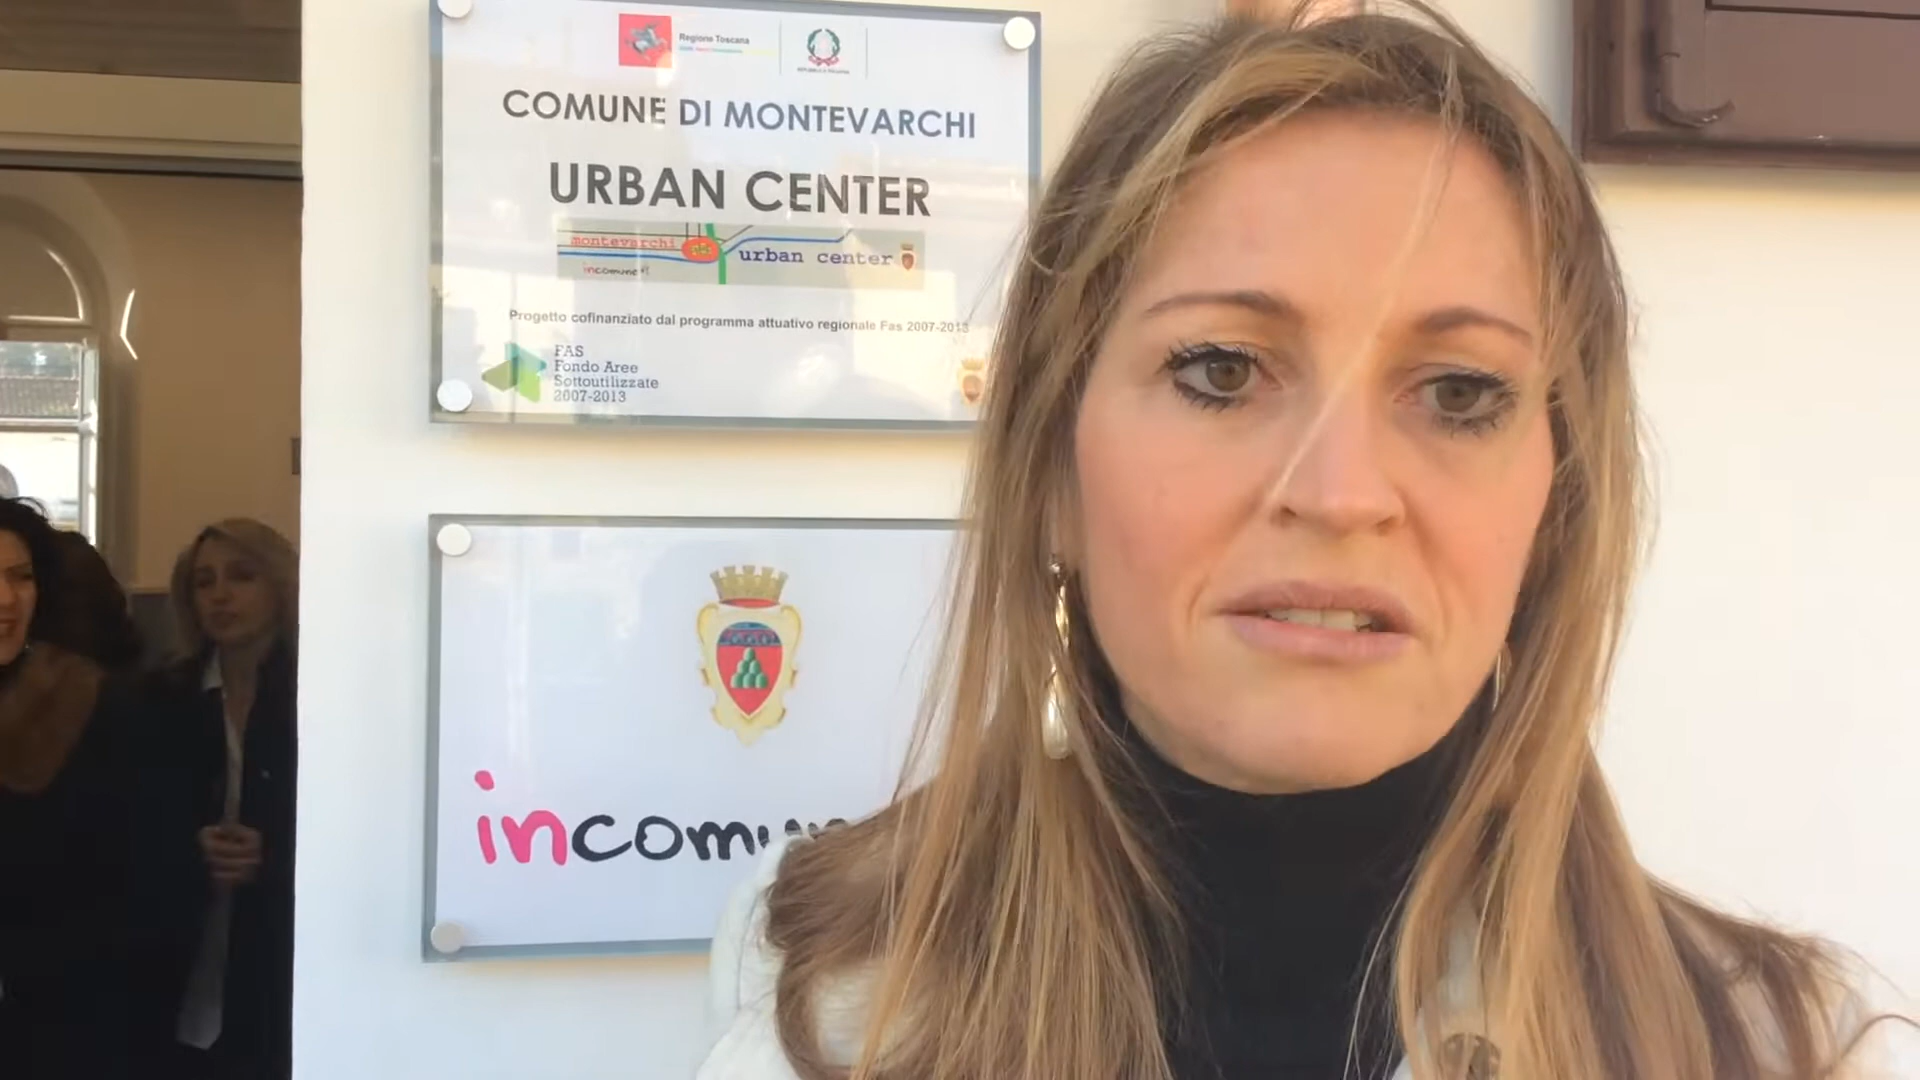 Regione Toscana
COMUNE DI MONTEVARCHI
URBAN CENTER
montevarchi
urban center
incomune
Progetto cofinanziato dal programma attuativo regionale Fas 2007-2013
FAS
Fondo Aree
Sottoutilizzate
2007-2013
incomun